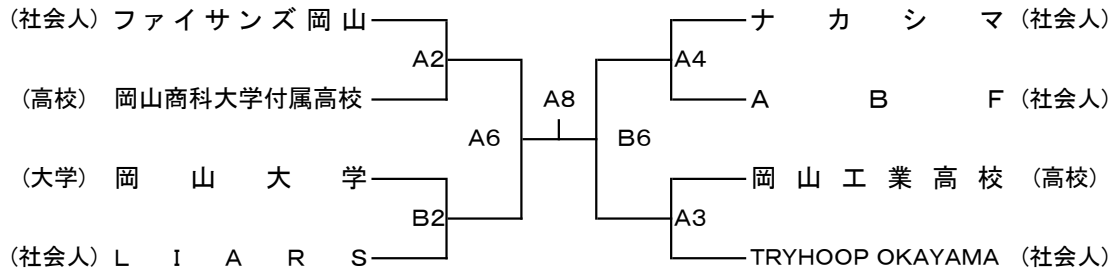 (社会人) ファイサンズ岡山 ナカシマ (社会人)
A2 A4
(高校) 岡山商科大学付属高校 A8 ABF (社会人)
A6 B6
(大学) 岡山大学 岡山工業高校 (高校)
B2 A3
(社会人) LIARS TRYHOOP OKAYAMA (社会人)